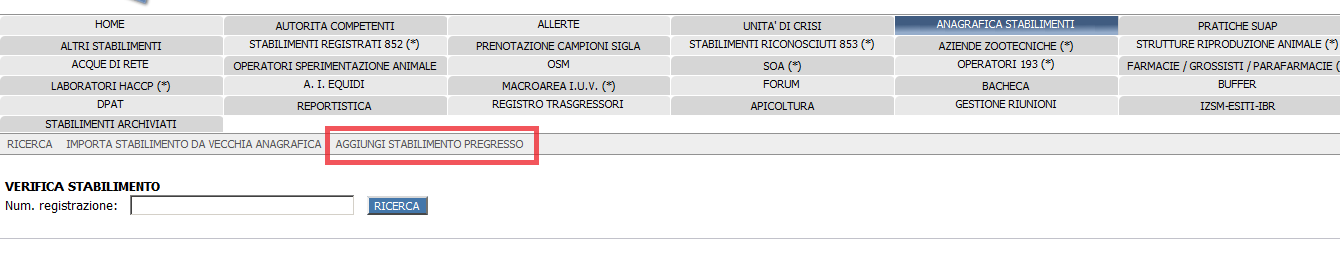 HOME AUTORITA COMPETENTI ALLERTE UNITA' DI CRISI ANAGRAFICA STABILIMENTI PRATICHE SUAP
ALTRI STABILIMENTI STABILIMENTI REGISTRATI 852 (*) PRENOTAZIONE CAMPIONI SIGLA STABILIMENTI RICONOSCIUTI 853 (*) AZIENDE ZOOTECNICHE (*) STRUTTURE RIPRODUZIONE ANIMALE (*)
ACQUE DI RETE OPERATORI SPERIMENTAZIONE ANIMALE OSM SOA (*) OPERATORI 193 (*) FARMACIE / GROSSISTI / PARAFARMACIE (
LABORATORI HACCP (*) A. I. EQUIDI MACROAREA I.U.V. (*) FORUM BACHECA BUFFER
DPAT REPORTISTICA REGISTRO TRASGRESSORI APICOLTURA GESTIONE RIUNIONI IZSM-ESITI-IBR
STABILIMENTI ARCHIVIATI
RICERCA IMPORTA STABILIMENTO DA VECCHIA ANAGRAFICA AGGIUNGI STABILIMENTO PREGRESSO
VERIFICA STABILIMENTO
Num. registrazione: RICERCA